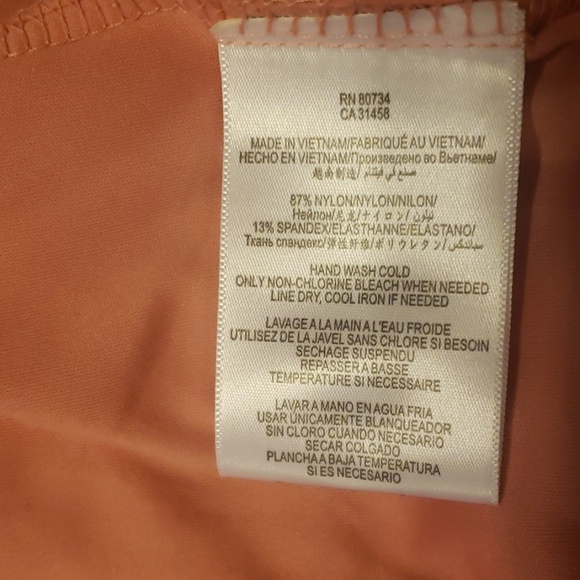 RN 80734
CA 31458
MADE IN VIETNAM/FABRIQUÉ AU VIETNAM/
HECHO EN VIETNAM/Произведено во Вьетнаме/
越南制造/ صنع في فيتنام/
87% NYLON/NYLON/NILON/
Нейлон/尼龙/ナイロン/ نيلون/
13% SPANDEX/ELASTHANNE/ELASTANO/
Ткань спандекс/弹性纤维/ポリウレタン/ سباندكس/
HAND WASH COLD
ONLY NON-CHLORINE BLEACH WHEN NEEDED
LINE DRY, COOL IRON IF NEEDED
LAVAGE A LA MAIN A L'EAU FROIDE
UTILISEZ DE LA JAVEL SANS CHLORE SI BESOIN
SECHAGE SUSPENDU
REPASSER A BASSE
TEMPERATURE SI NECESSAIRE
LAVAR A MANO EN AGUA FRIA
USAR ÚNICAMENTE BLANQUEADOR
SIN CLORO CUANDO NECESARIO
SECAR COLGADO
PLANCHA A BAJA TEMPERATURA
SI ES NECESARIO